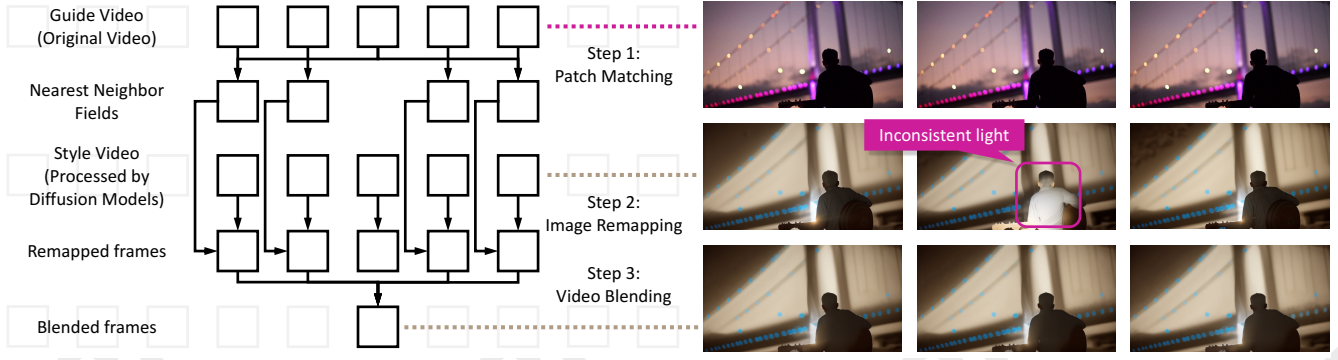 Guide Video
(Original Video)
Step 1:
Patch Matching
Nearest Neighbor
Fields
Inconsistent light
Style Video
(Processed by
Diffusion Models)
Step 2:
Image Remapping
Remapped frames
Step 3:
Video Blending
Blended frames